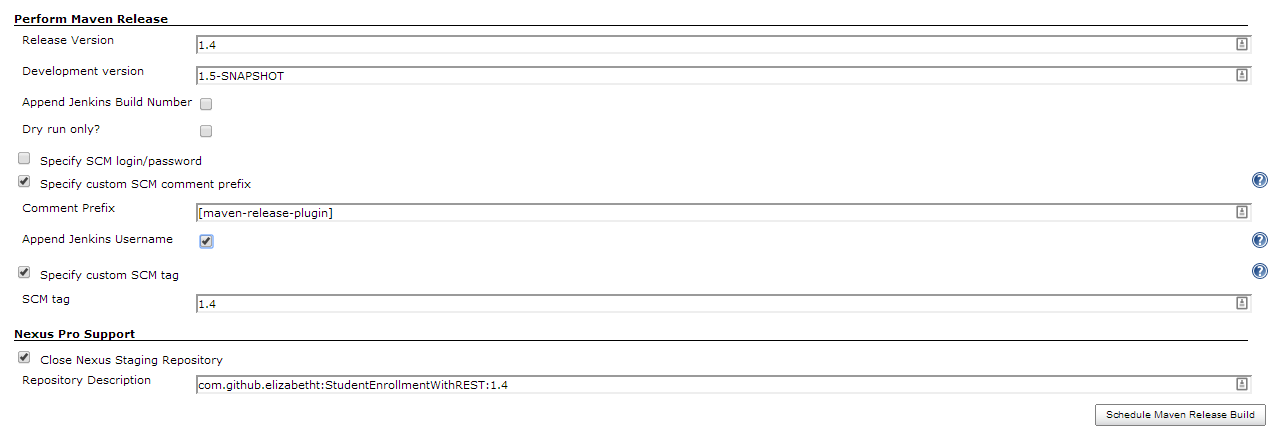 Perform Maven Release
Release Version
1.4
Development version
1.5-SNAPSHOT
Append Jenkins Build Number
Dry run only?
Specify SCM login/password
Specify custom SCM comment prefix
?
Comment Prefix
[maven-release-plugin]
Append Jenkins Username
?
Specify custom SCM tag
?
SCM tag
1.4
Nexus Pro Support
Close Nexus Staging Repository
Repository Description
com.github.elizabetht:StudentEnrollmentWithREST:1.4
Schedule Maven Release Build